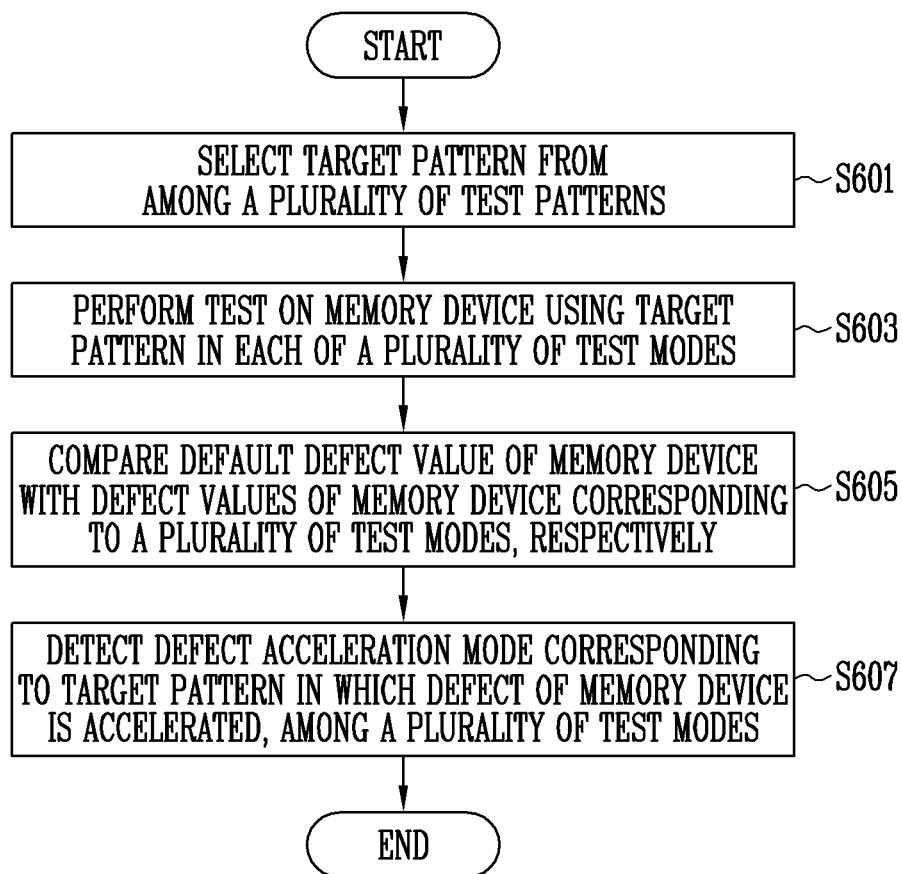 START
SELECT TARGET PATTERN FROM
AMONG A PLURALITY OF TEST PATTERNS
S601
PERFORM TEST ON MEMORY DEVICE USING TARGET
PATTERN IN EACH OF A PLURALITY OF TEST MODES
S603
COMPARE DEFAULT DEFECT VALUE OF MEMORY DEVICE
WITH DEFECT VALUES OF MEMORY DEVICE CORRESPONDING
TO A PLURALITY OF TEST MODES, RESPECTIVELY
S605
DETECT DEFECT ACCELERATION MODE CORRESPONDING
TO TARGET PATTERN IN WHICH DEFECT OF MEMORY DEVICE
IS ACCELERATED, AMONG A PLURALITY OF TEST MODES
S607
END